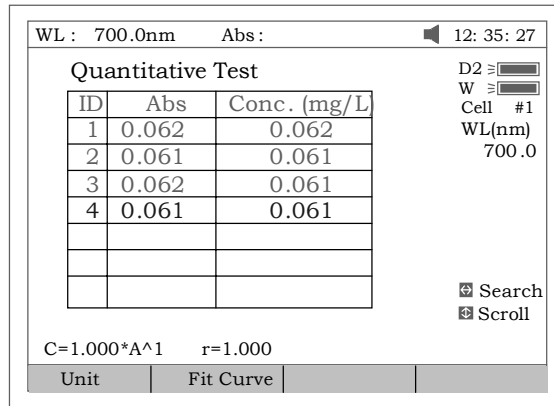 WL : 700.0nm Abs : 12: 35: 27
Quantitative Test
D2
W
Cell #1
WL(nm)
700.0
ID Abs Conc. (mg/L)
1 0.062 0.062
2 0.061 0.061
3 0.062 0.061
4 0.061 0.061
Search
Scroll
C=1.000*A^1 r=1.000
Unit Fit Curve